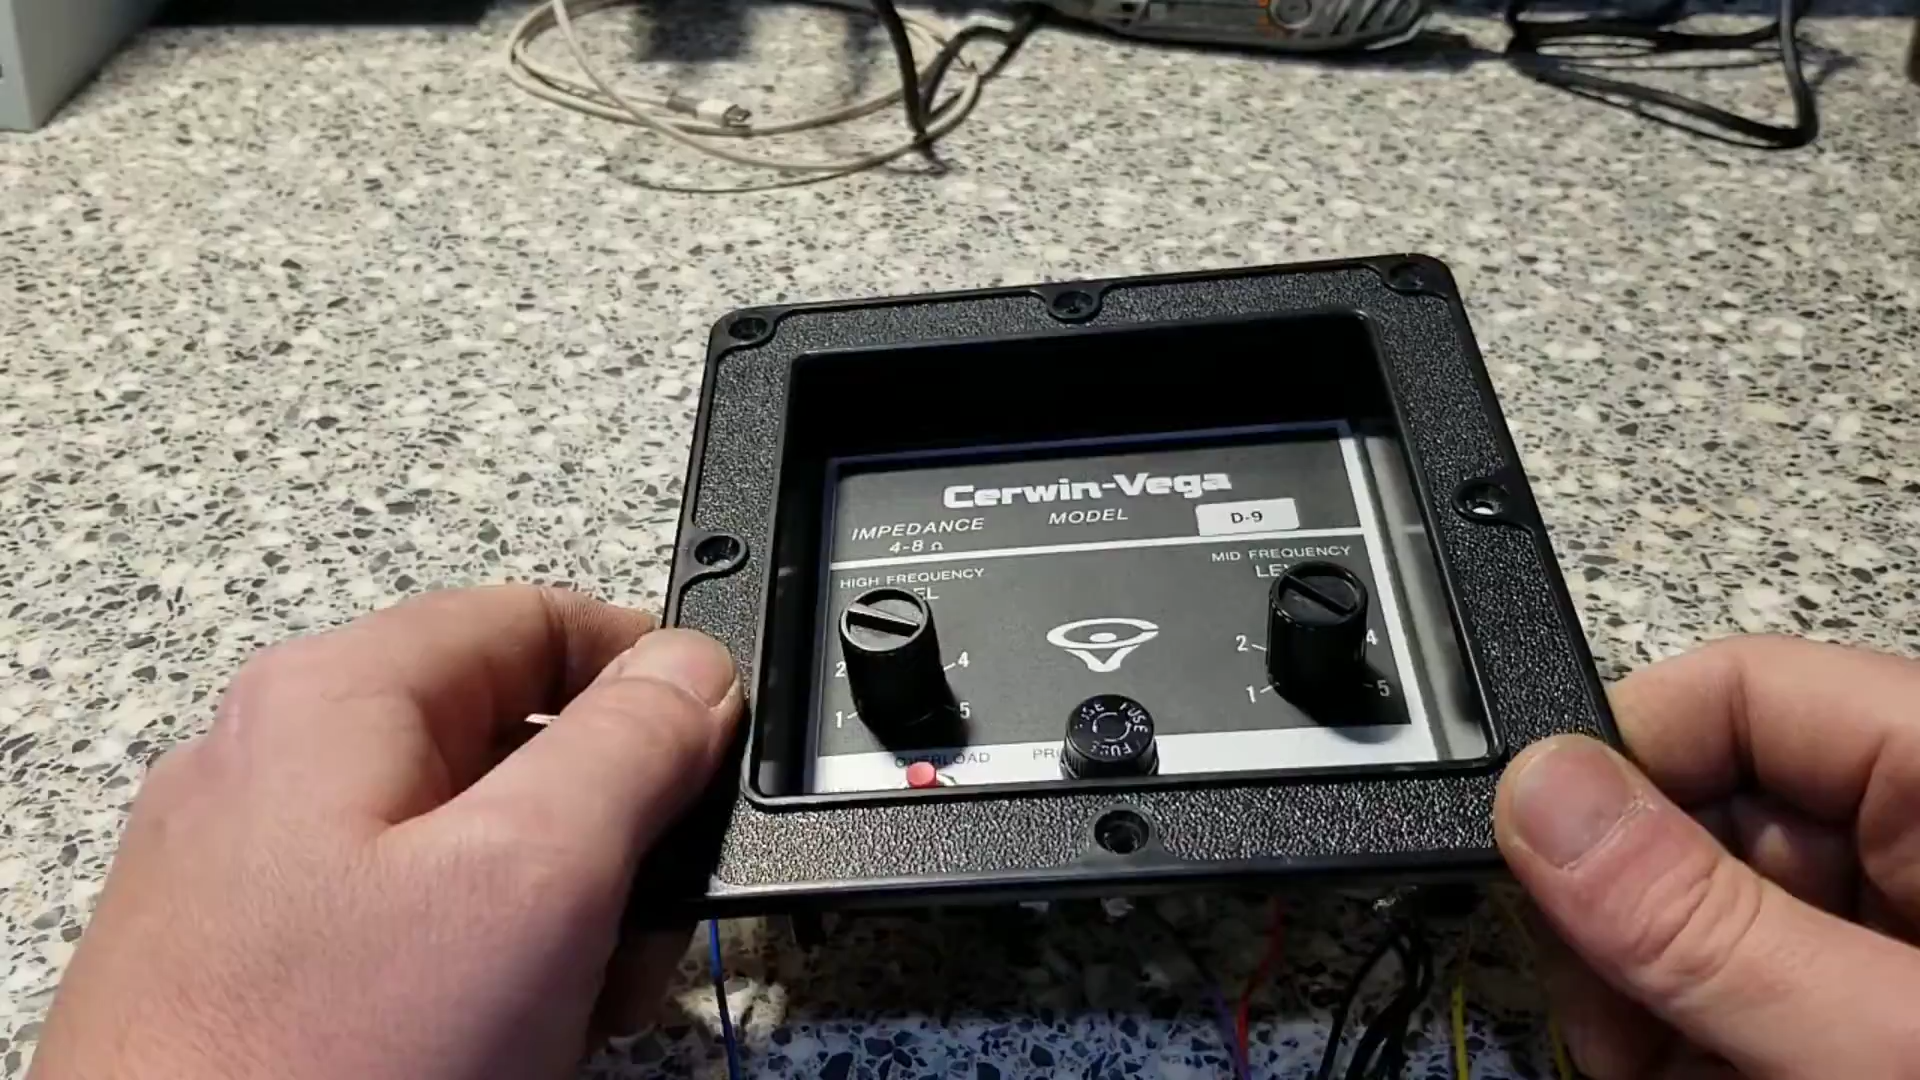 Cerwin-Vega
IMPEDANCE MODEL D-9
4-8 Ω
HIGH FREQUENCY
MID FREQUENCY
2 4
1 5
2 4
1 5
OVERLOAD
FUSE FUSE FUSE